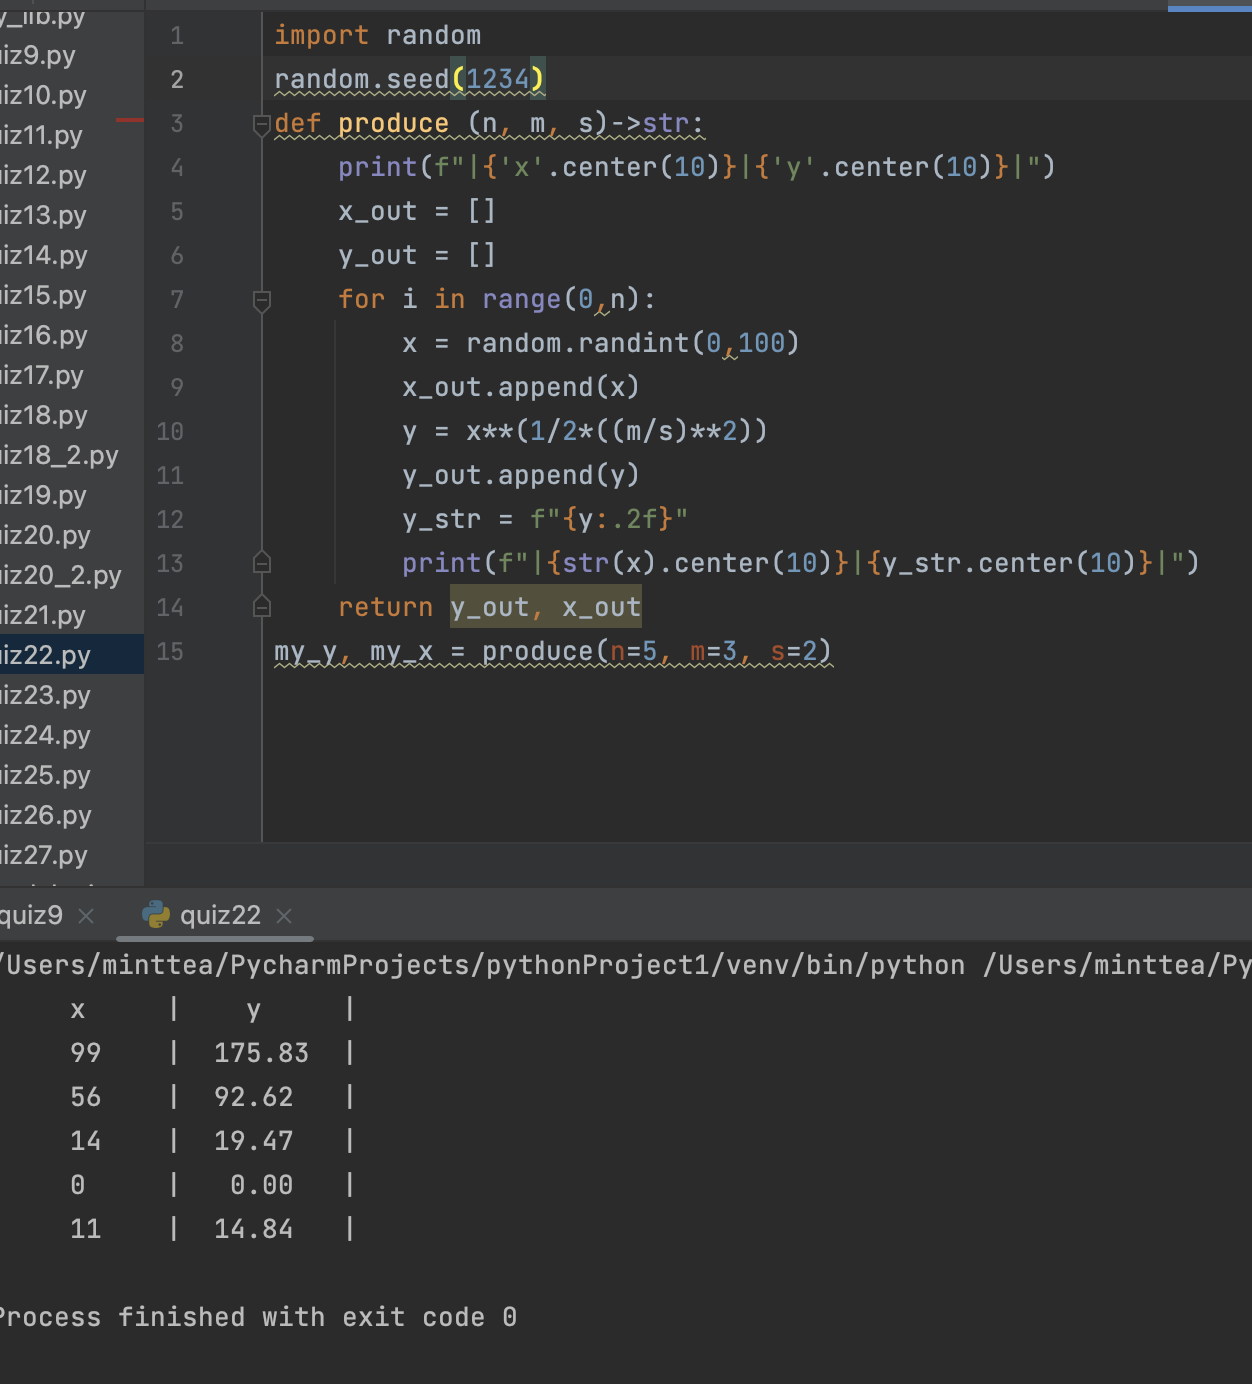 y_lib.py
iz9.py
iz10.py
iz11.py
iz12.py
iz13.py
iz14.py
iz15.py
iz16.py
iz17.py
iz18.py
iz18_2.py
iz19.py
iz20.py
iz20_2.py
iz21.py
iz22.py
iz23.py
iz24.py
iz25.py
iz26.py
iz27.py
1 import random
2 random.seed(1234)
3 def produce (n, m, s)->str:
4     print(f"|{'x'.center(10)}|{'y'.center(10)}|")
5     x_out = []
6     y_out = []
7     for i in range(0,n):
8         x = random.randint(0,100)
9         x_out.append(x)
10         y = x**(1/2*((m/s)**2))
11         y_out.append(y)
12         y_str = f"{y:.2f}"
13         print(f"|{str(x).center(10)}|{y_str.center(10)}|")
14     return y_out, x_out
15 my_y, my_x = produce(n=5, m=3, s=2)
quiz9 × quiz22 ×
/Users/minttea/PycharmProjects/pythonProject1/venv/bin/python /Users/minttea/Py
    x     |    y     |
    99    |  175.83  |
    56    |  92.62   |
    14    |  19.47   |
    0     |   0.00   |
    11    |  14.84   |
Process finished with exit code 0